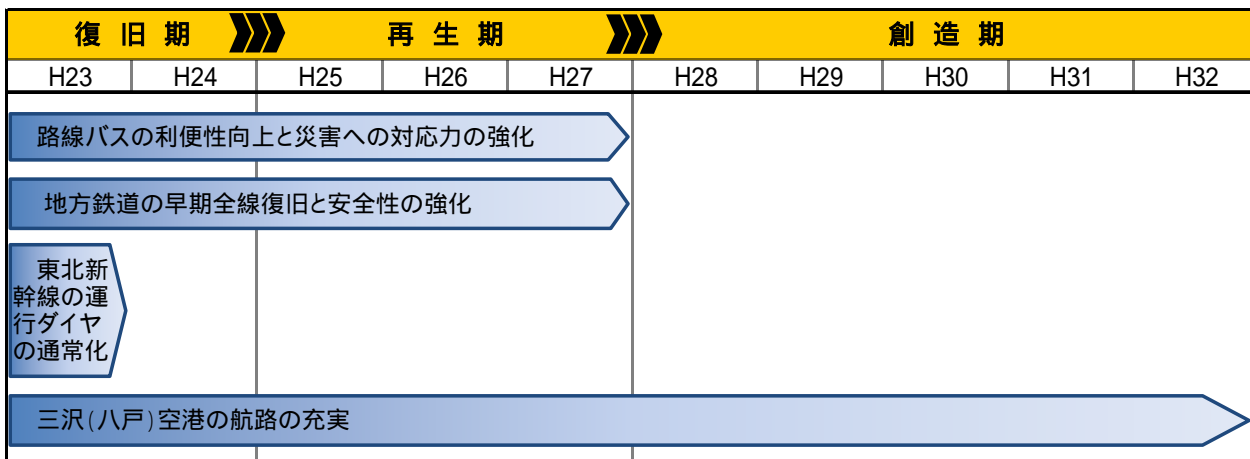 復旧期 再生期 創造期
H23 H24 H25 H26 H27 H28 H29 H30 H31 H32
路線バスの利便性向上と災害への対応力の強化
地方鉄道の早期全線復旧と安全性の強化
東北新
幹線の運
行ダイヤ
の通常化
三沢(八戸)空港の航路の充実